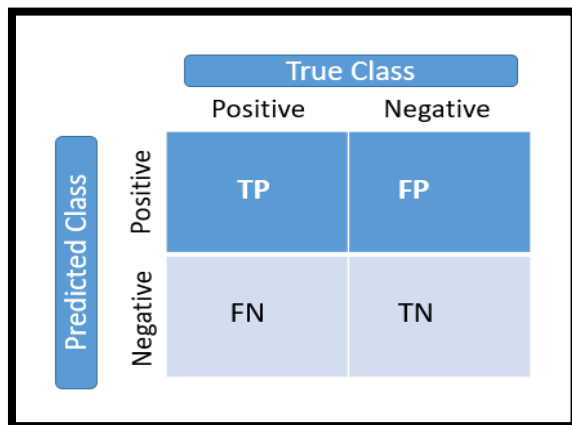 True Class
Positive Negative
Predicted Class
Positive
TP FP
Negative
FN TN